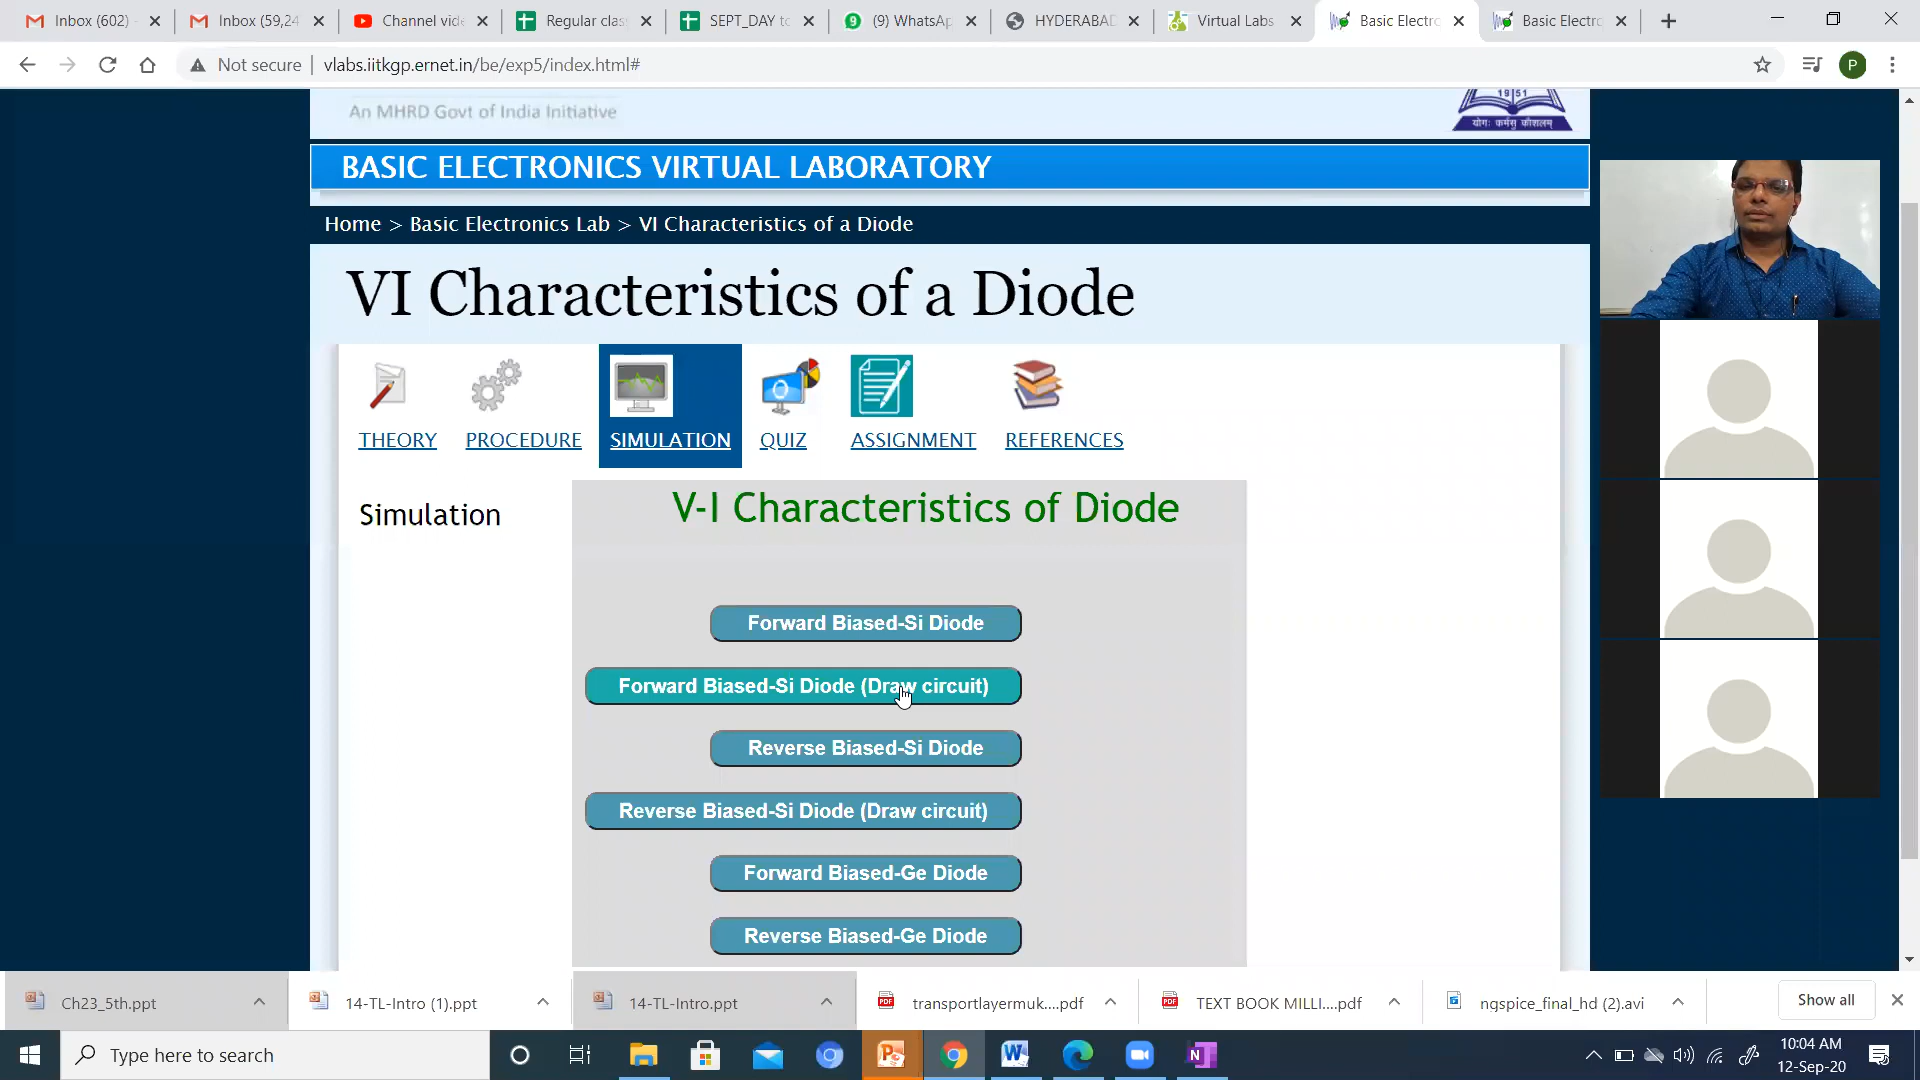 Inbox (602) -
Inbox (59,24
Channel vid
Regular clas
SEPT_DAY to
9
(9) WhatsAp
HYDERABAD
Virtual Labs
Basic Electro
Basic Electro
Not secure
vlabs.iitkgp.ernet.in/be/exp5/index.html#
P
An MHRD Govt of India Initiative
1951
योगः कर्मसु कौशलम्
BASIC ELECTRONICS VIRTUAL LABORATORY
Home > Basic Electronics Lab > VI Characteristics of a Diode
VI Characteristics of a Diode
THEORY
PROCEDURE
SIMULATION
QUIZ
ASSIGNMENT
REFERENCES
Simulation
V-I Characteristics of Diode
Forward Biased-Si Diode
Forward Biased-Si Diode (Draw circuit)
Reverse Biased-Si Diode
Reverse Biased-Si Diode (Draw circuit)
Forward Biased-Ge Diode
Reverse Biased-Ge Diode
Ch23_5th.ppt
14-TL-Intro (1).ppt
14-TL-Intro.ppt
transportlayermuk....pdf
TEXT BOOK MILLI....pdf
ngspice_final_hd (2).avi
Show all
Type here to search
10:04 AM
12-Sep-20